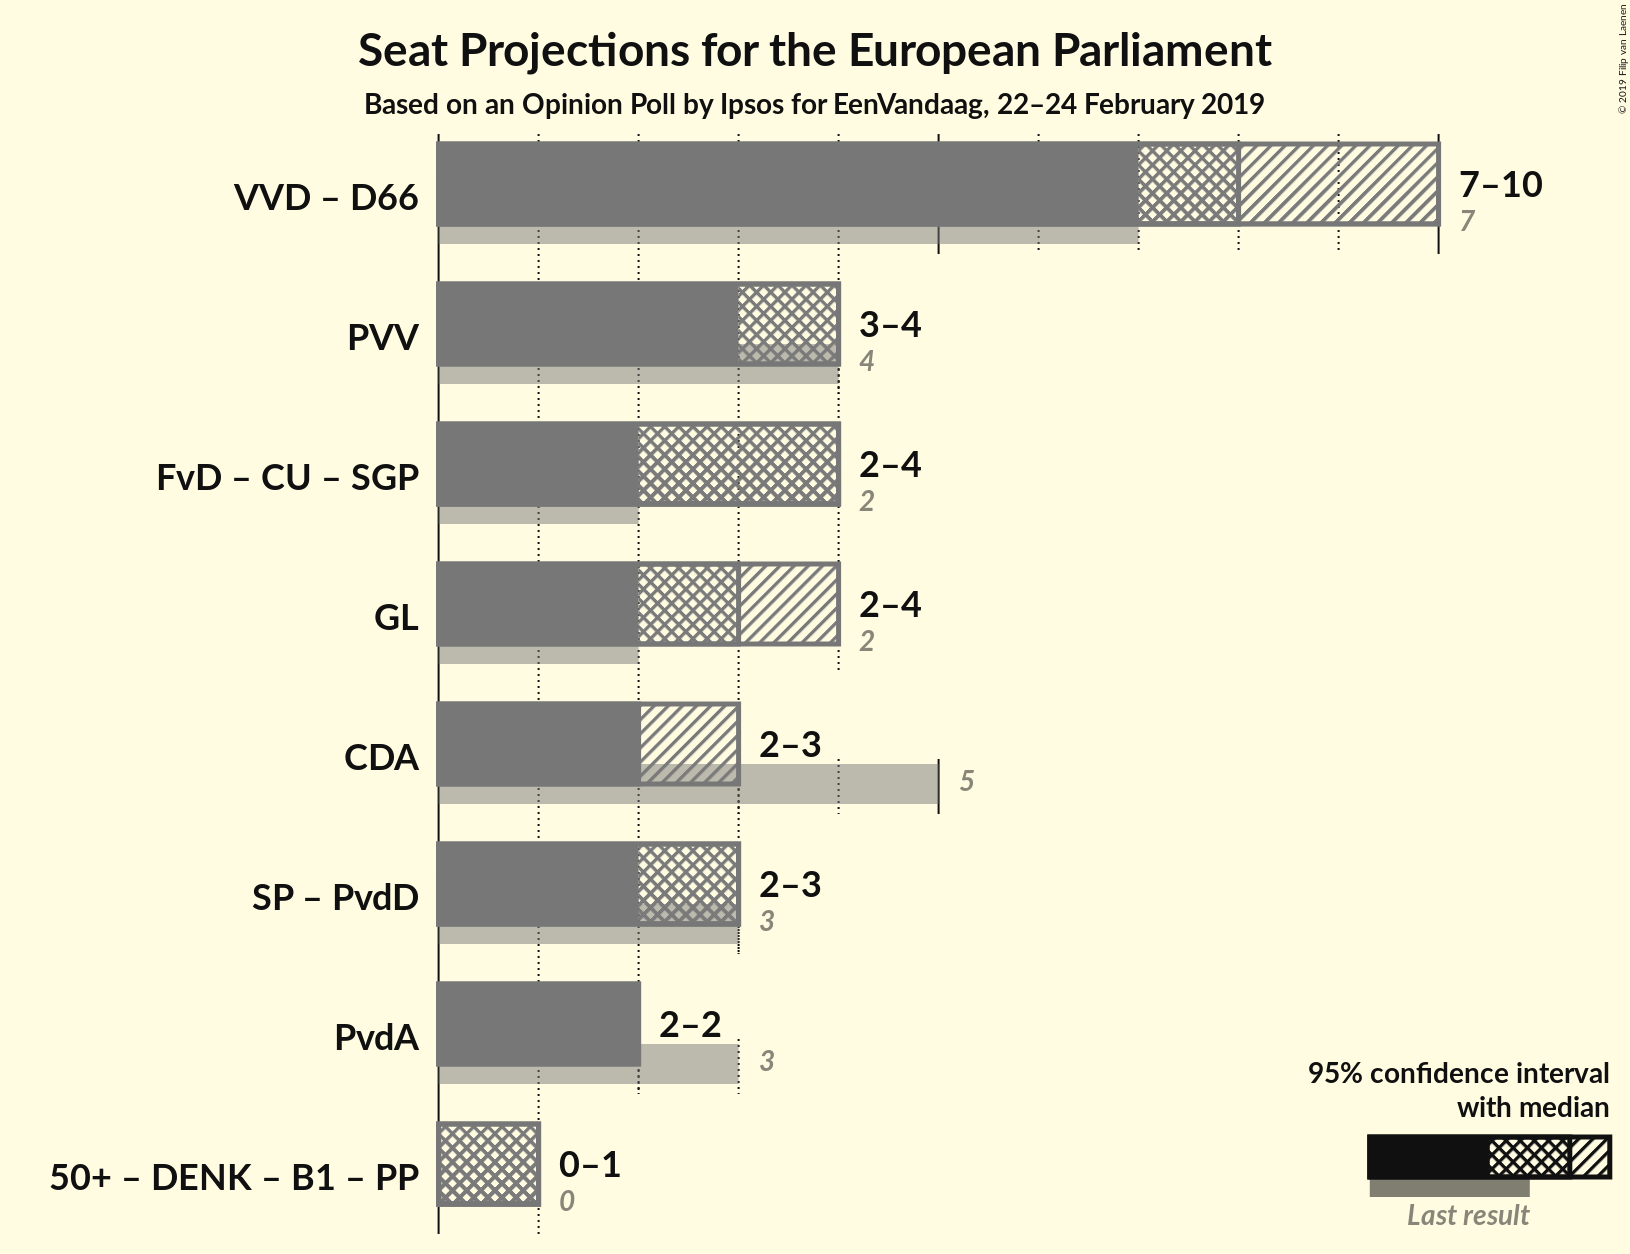 Seat Projections for the European Parliament
Based on an Opinion Poll by Ipsos for EenVandaag, 22–24 February 2019
© 2019 Filip van Laenen
VVD – D66
7–10
7
PVV
3–4
4
FvD – CU – SGP
2–4
2
GL
2–4
2
CDA
2–3
5
SP – PvdD
2–3
3
PvdA
2–2
3
50+ – DENK – B1 – PP
0–1
0
95% confidence interval
with median
Last result